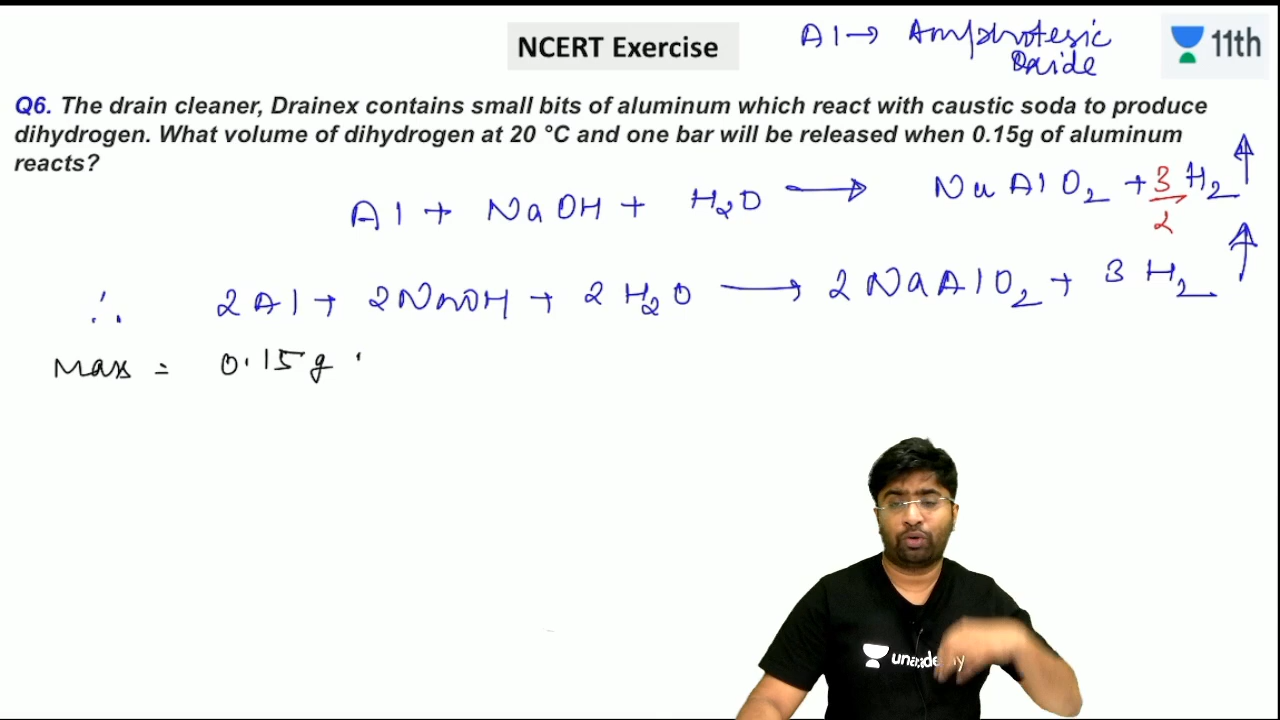 NCERT Exercise
Al → Amphoteric
Oxide
11th
Q6. The drain cleaner, Drainex contains small bits of aluminum which react with caustic soda to produce
dihydrogen. What volume of dihydrogen at 20 °C and one bar will be released when 0.15g of aluminum
reacts?
Al + NaOH + H₂O → NaAlO₂ + 3/2 H₂ ↑
∴ 2Al + 2NaOH + 2H₂O → 2NaAlO₂ + 3H₂ ↑
Mass = 0.15g
unacademy